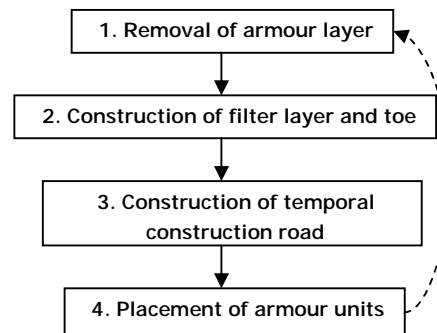 1. Removal of armour layer
2. Construction of filter layer and toe
3. Construction of temporal
construction road
4. Placement of armour units